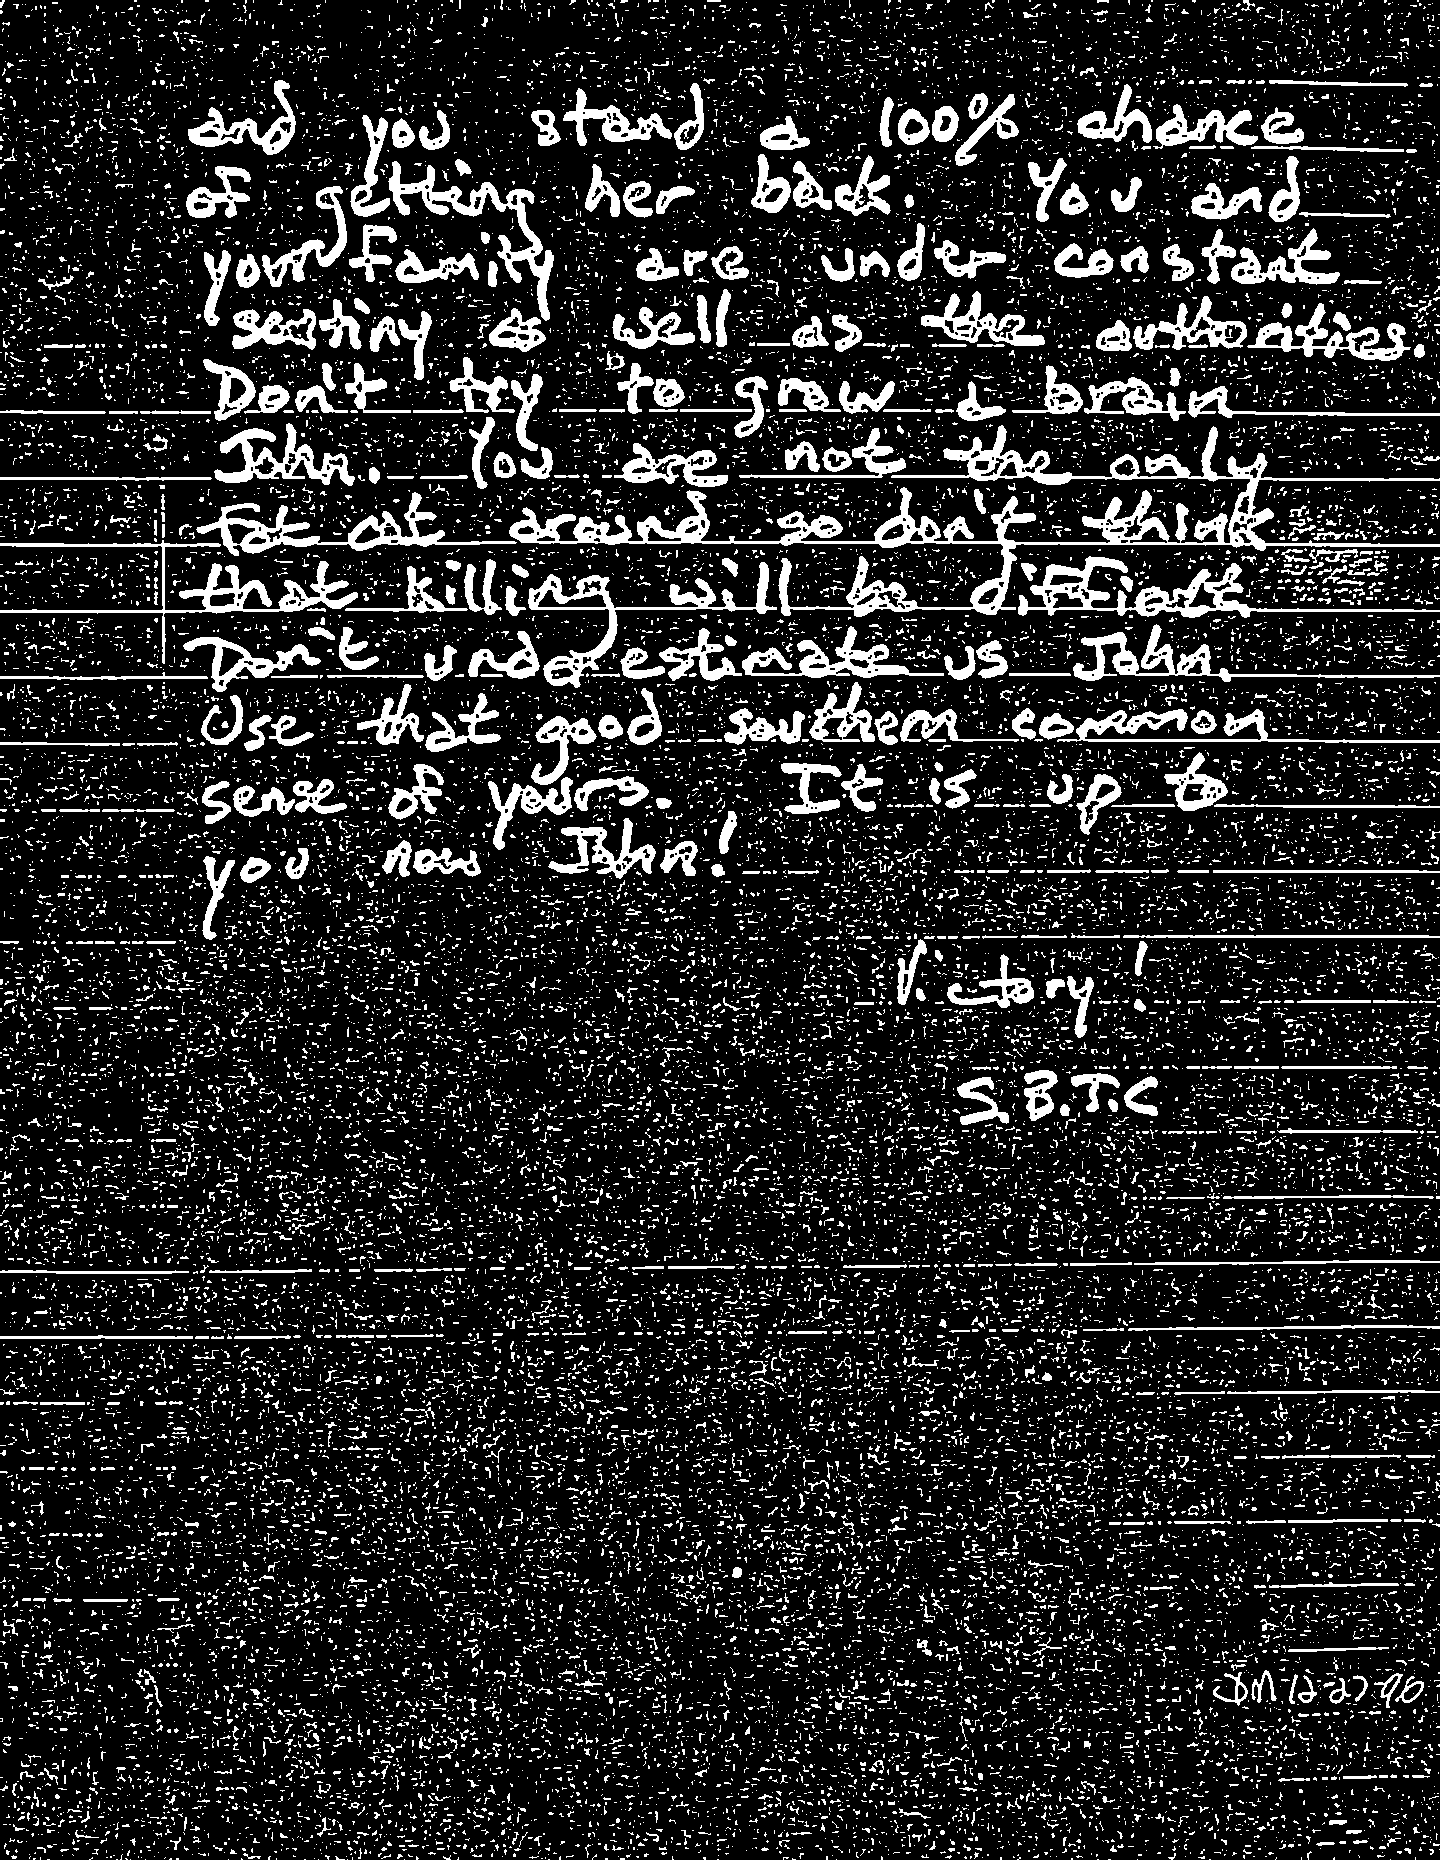 and you stand a 100% chance
of getting her back. You and
your family are under constant
scrutiny as well as the authorities.
Don't try to grow a brain
John. You are not the only
fat cat around so don't think
that killing will be difficult.
Don't underestimate us John.
Use that good southern common
sense of yours. It is up to
you now John!
Victory!
S.B.T.C
12-27-96